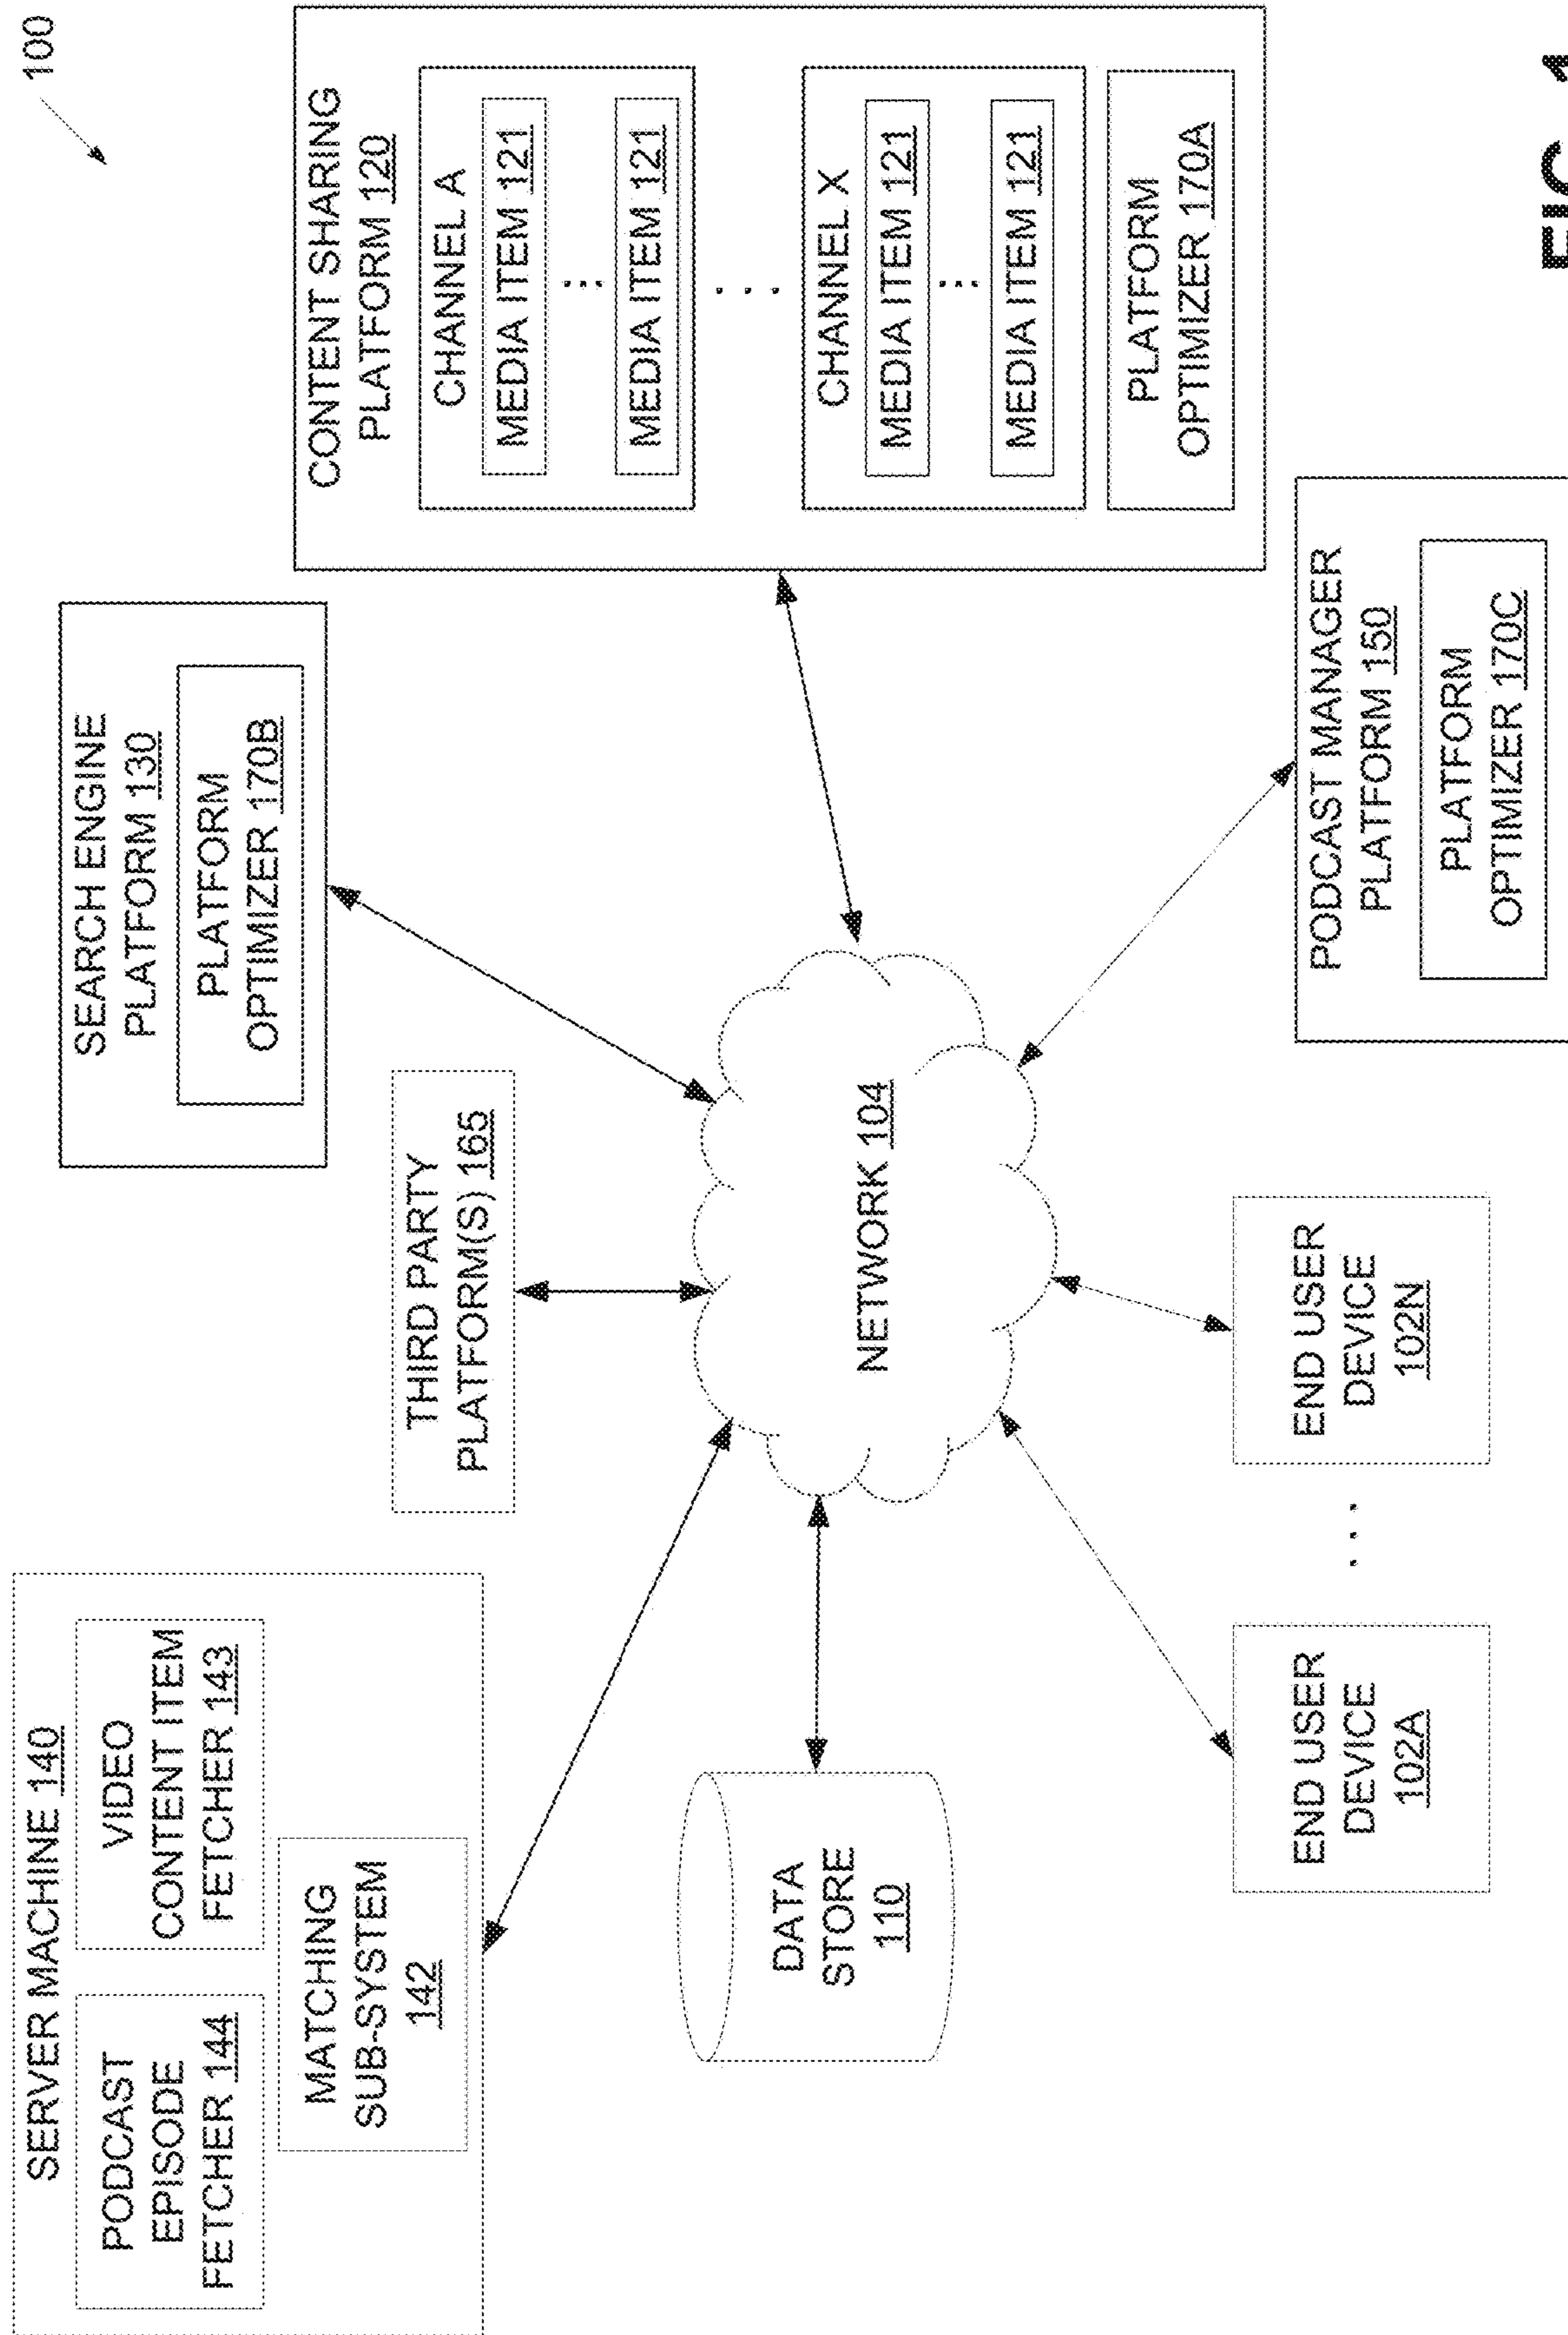 100
SERVER MACHINE 140
PODCAST
EPISODE
FETCHER 144
VIDEO
CONTENT ITEM
FETCHER 143
MATCHING
SUB-SYSTEM
142
THIRD PARTY
PLATFORM(S) 165
SEARCH ENGINE
PLATFORM 130
PLATFORM
OPTIMIZER 170B
CONTENT SHARING
PLATFORM 120
CHANNEL A
MEDIA ITEM 121
...
MEDIA ITEM 121
...
CHANNEL X
MEDIA ITEM 121
...
MEDIA ITEM 121
PLATFORM
OPTIMIZER 170A
DATA
STORE
110
NETWORK 104
END USER
DEVICE
102A
...
END USER
DEVICE
102N
PODCAST MANAGER
PLATFORM 150
PLATFORM
OPTIMIZER 170C
FIG. 1